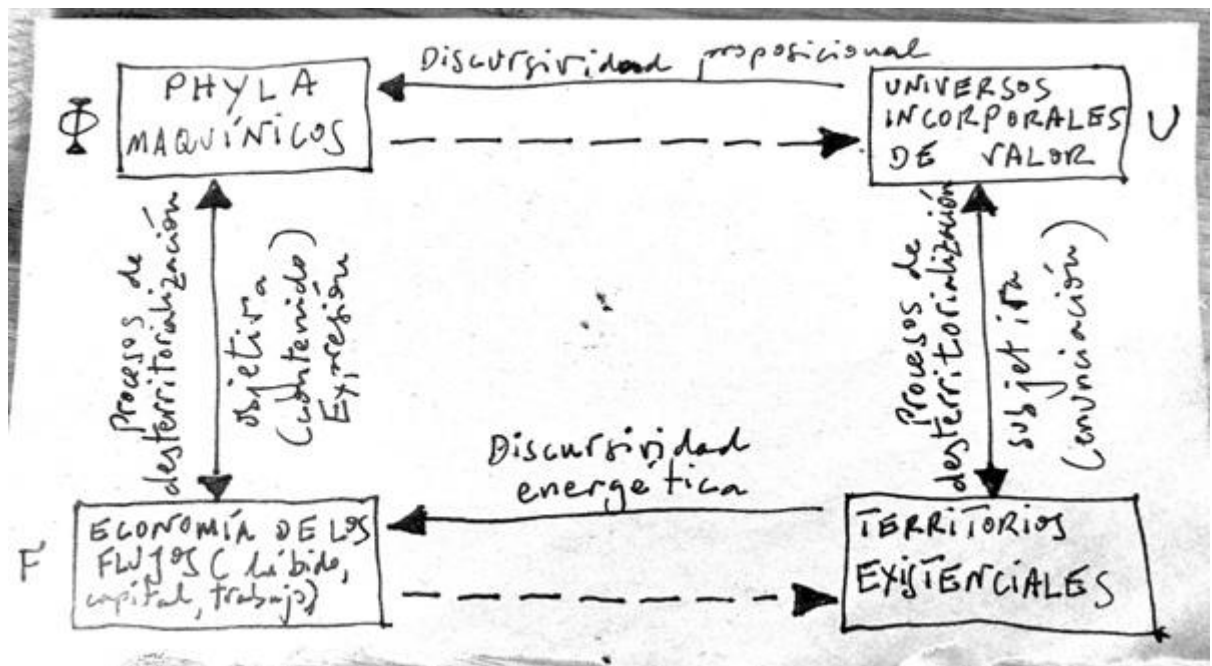 Discursividad proposicional
Φ
PHYLA
MAQUÍNICOS
UNIVERSOS
INCORPORALES
DE VALOR
U
Procesos de
desterritorialización
objetiva
(contenido)
Expresión
Procesos de
desterritorialización
subjetiva
(enunciación)
Discursividad
energética
F
ECONOMÍA DE LOS
FLUJOS (líbido,
capital, trabajo)
TERRITORIOS
EXISTENCIALES